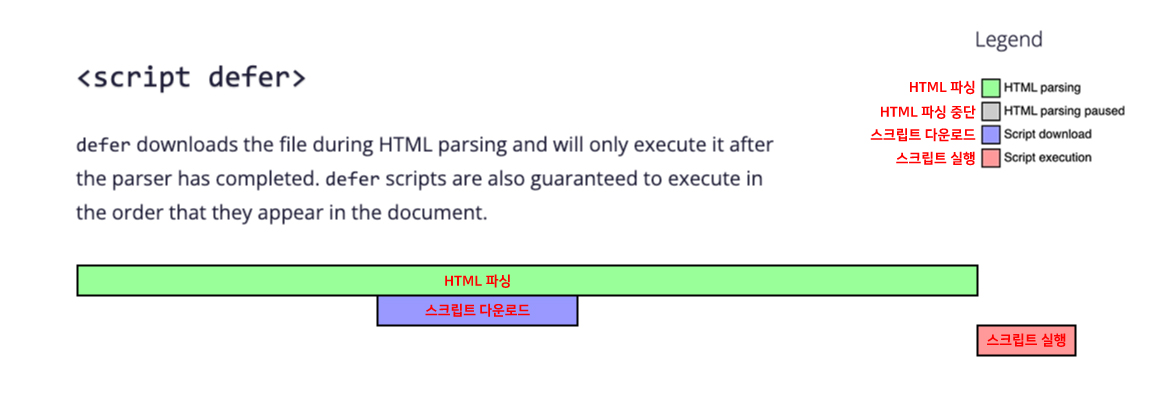 Legend
<script defer>
HTML 파싱 HTML parsing
HTML 파싱 중단 HTML parsing paused
스크립트 다운로드 Script download
스크립트 실행 Script execution
defer downloads the file during HTML parsing and will only execute it after
the parser has completed. defer scripts are also guaranteed to execute in
the order that they appear in the document.
HTML 파싱
스크립트 다운로드
스크립트 실행